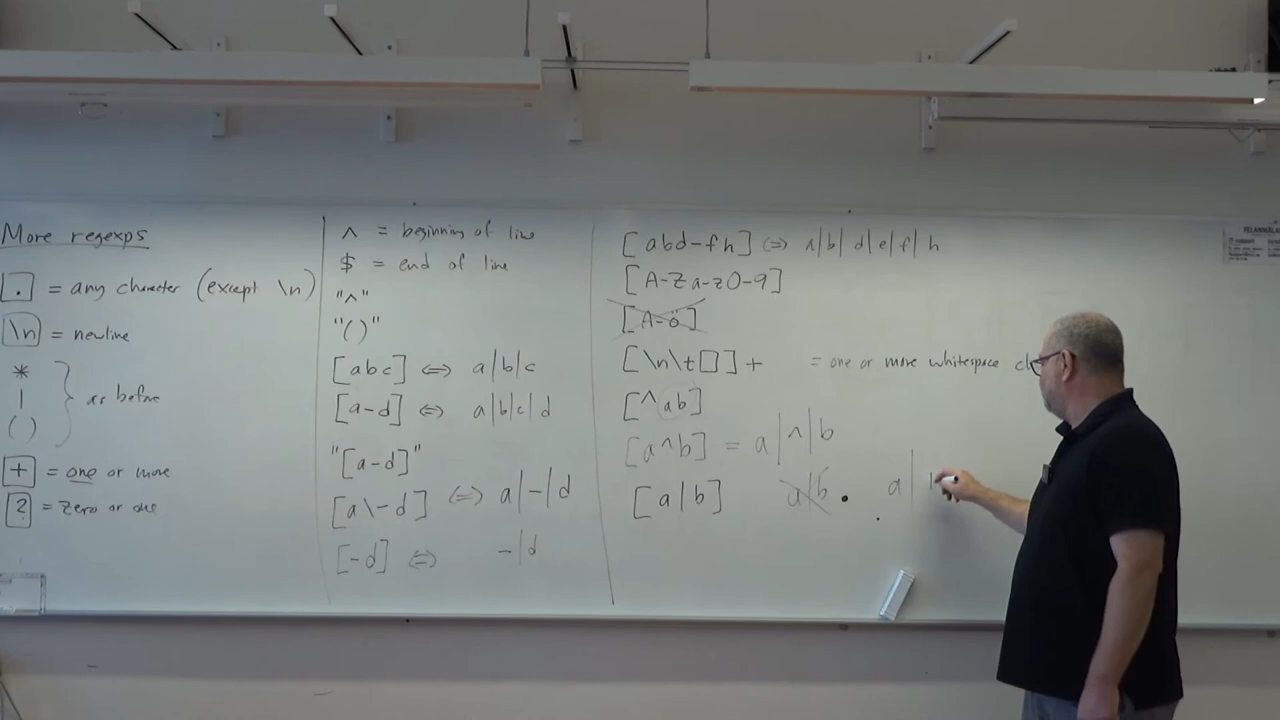 More regexps
. = any character (except \n)
\n = newline
*
|
()
as before
+ = one or more
? = zero or one
^ = beginning of line
$ = end of line
"^"
"()"
[abc] <=> a|b|c
[a-d] <=> a|b|c|d
"[a-d]"
[a\-d] <=> a|-|d
[-d] <=> -|d
[abd-fh] <=> a|b|d|e|f|h
[A-Za-z0-9]
[A-ö]
[\n\t□]+ = one or more whitespace
[^ab]
[a^b] = a|^|b
[a|b] a|b . a|